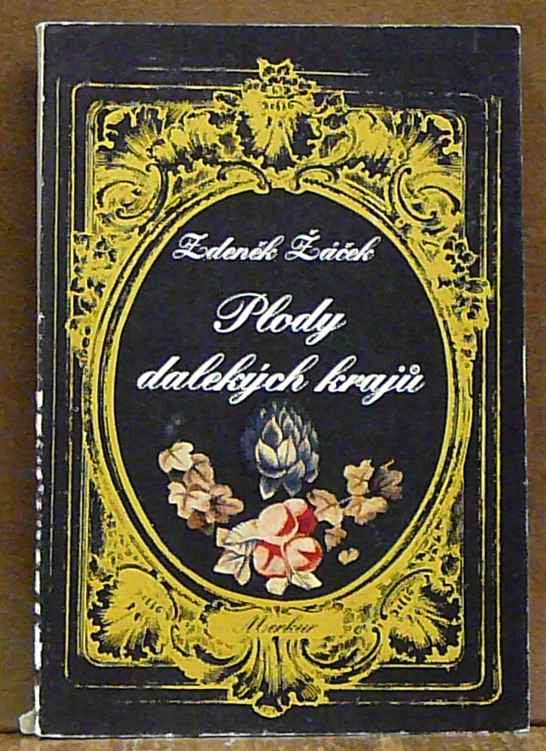 Zdeněk Žáček
Plody
dalekých krajů
Merkur